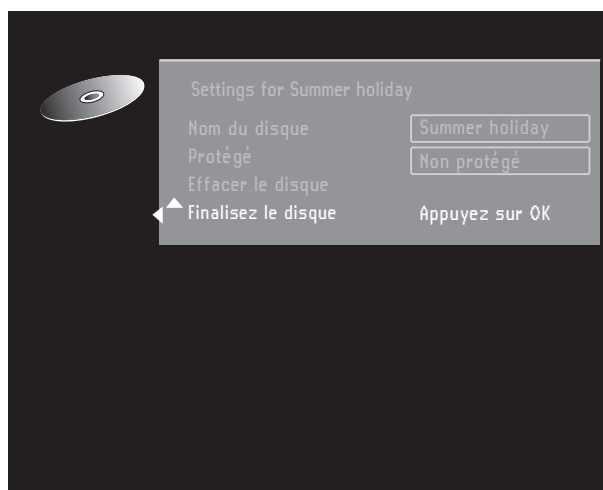 Settings for Summer holiday
Nom du disque Summer holiday
Protégé Non protégé
Effacer le disque
Finalisez le disque Appuyez sur OK